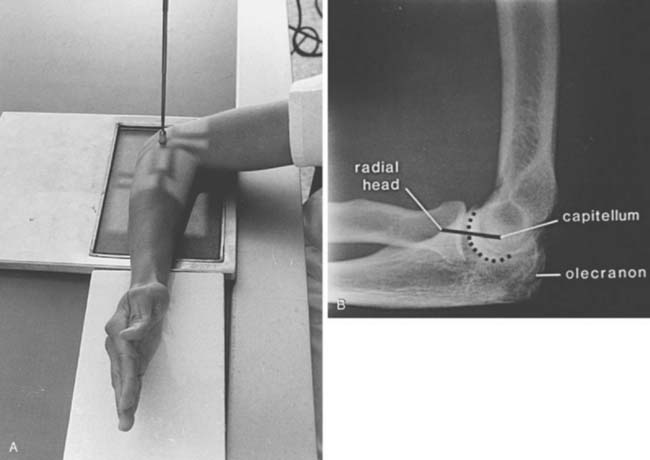 radial
head
capitellum
olecranon
A
B